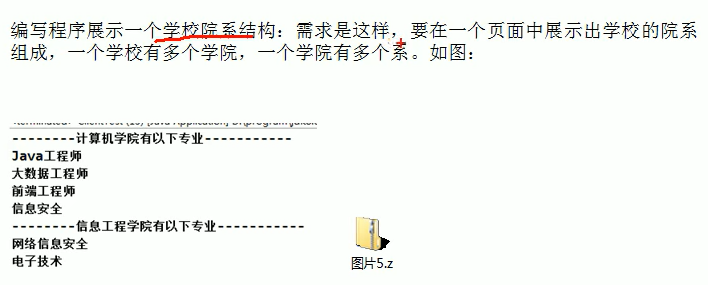 编写程序展示一个学校院系结构：需求是这样，要在一个页面中展示出学校的院系
组成，一个学校有多个学院，一个学院有多个系。如图：
--------计算机学院有以下专业-----------
Java工程师
大数据工程师
前端工程师
信息安全
--------信息工程学院有以下专业-----------
网络信息安全
电子技术
图片5.z